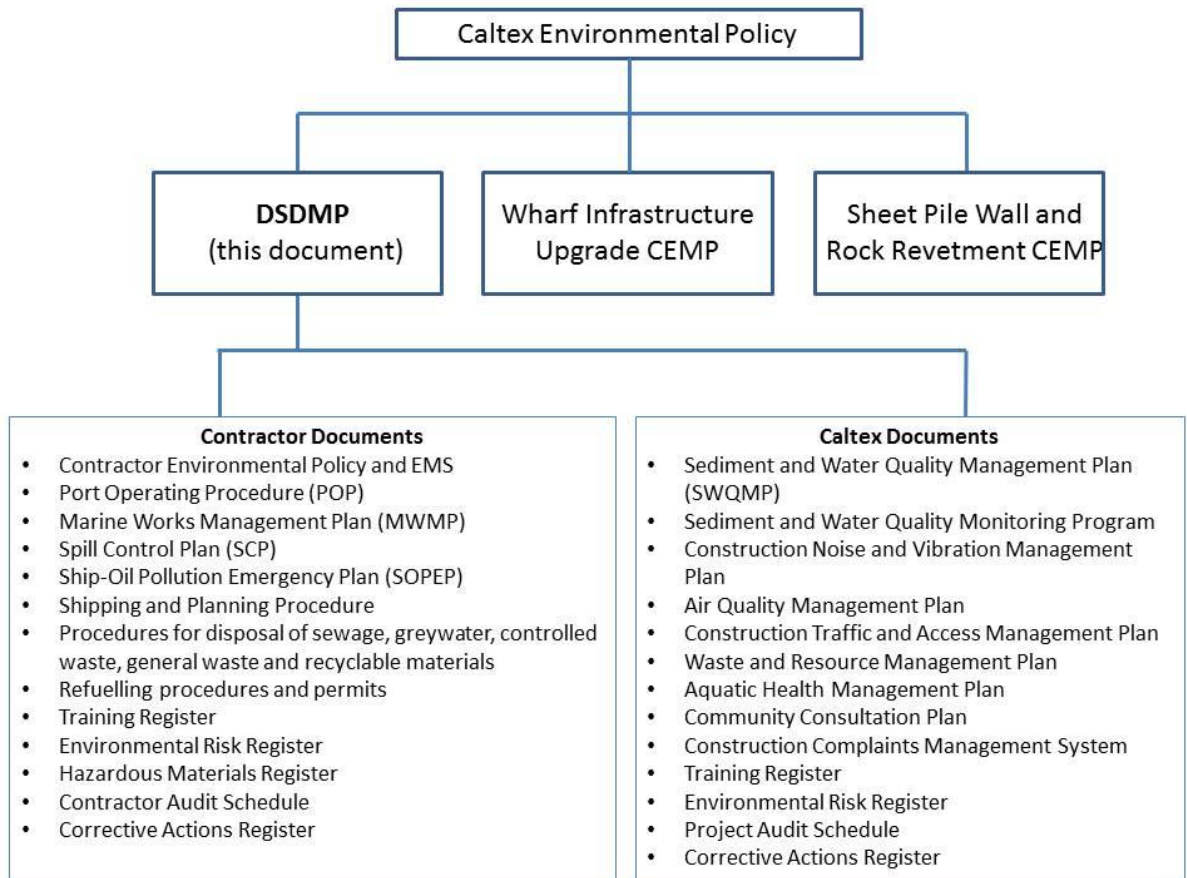 Caltex Environmental Policy
DSDMP
(this document)
Wharf Infrastructure
Upgrade CEMP
Sheet Pile Wall and
Rock Revetment CEMP
Contractor Documents
• Contractor Environmental Policy and EMS
• Port Operating Procedure (POP)
• Marine Works Management Plan (MWMP)
• Spill Control Plan (SCP)
• Ship-Oil Pollution Emergency Plan (SOPEP)
• Shipping and Planning Procedure
• Procedures for disposal of sewage, greywater, controlled
waste, general waste and recyclable materials
• Refuelling procedures and permits
• Training Register
• Environmental Risk Register
• Hazardous Materials Register
• Contractor Audit Schedule
• Corrective Actions Register
Caltex Documents
• Sediment and Water Quality Management Plan
(SWQMP)
• Sediment and Water Quality Monitoring Program
• Construction Noise and Vibration Management
Plan
• Air Quality Management Plan
• Construction Traffic and Access Management Plan
• Waste and Resource Management Plan
• Aquatic Health Management Plan
• Community Consultation Plan
• Construction Complaints Management System
• Training Register
• Environmental Risk Register
• Project Audit Schedule
• Corrective Actions Register